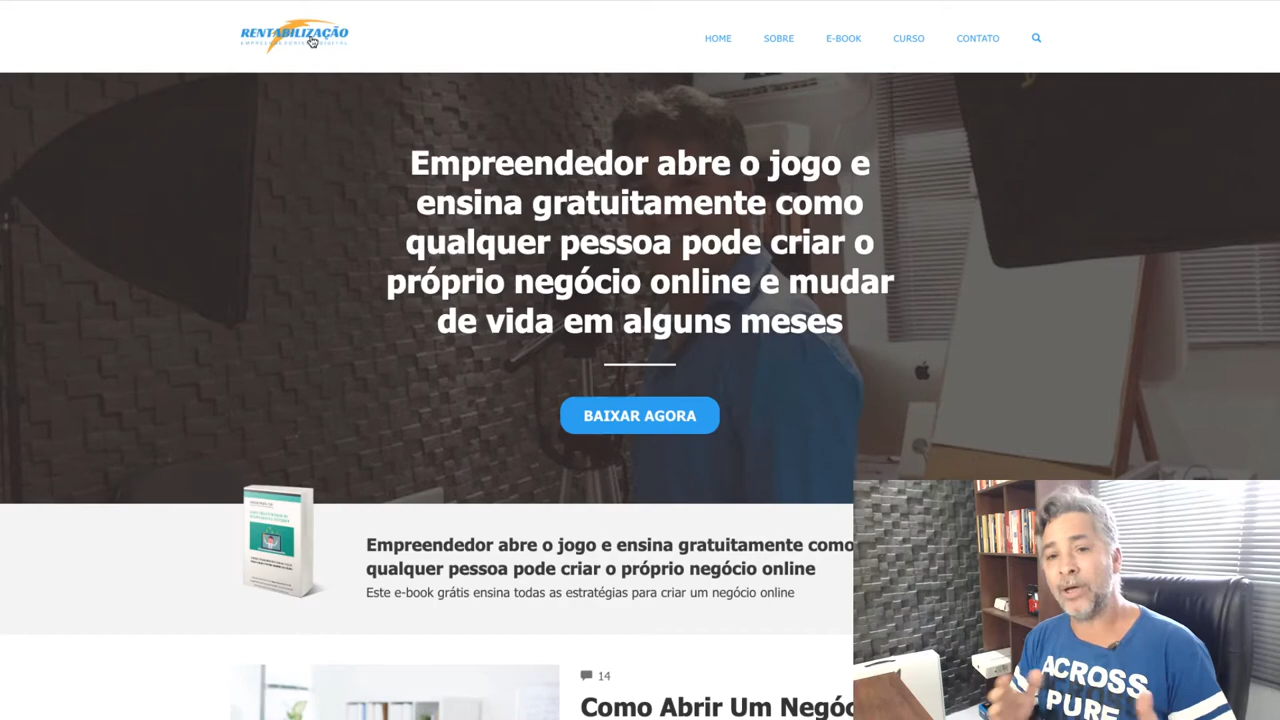 RENTABILIZAÇÃO
HOME
SOBRE
E-BOOK
CURSO
CONTATO
Empreendedor abre o jogo e
ensina gratuitamente como
qualquer pessoa pode criar o
próprio negócio online e mudar
de vida em alguns meses
BAIXAR AGORA
Empreendedor abre o jogo e ensina gratuitamente como
qualquer pessoa pode criar o próprio negócio online
Este e-book grátis ensina todas as estratégias para criar um negócio online
14
Como Abrir Um Negóc
ACROSS
PURE